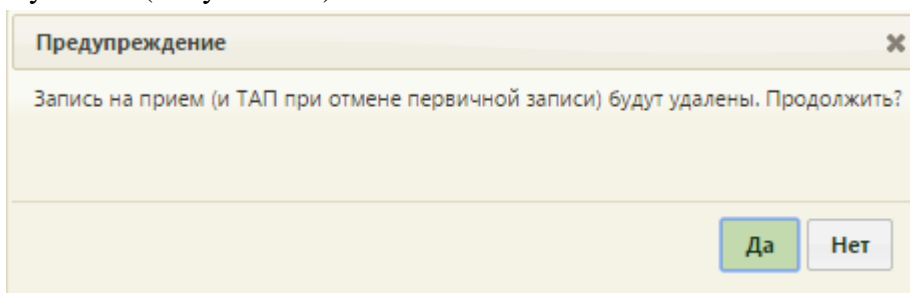 Предупреждение
Запись на прием (и ТАП при отмене первичной записи) будут удалены. Продолжить?
Да Нет